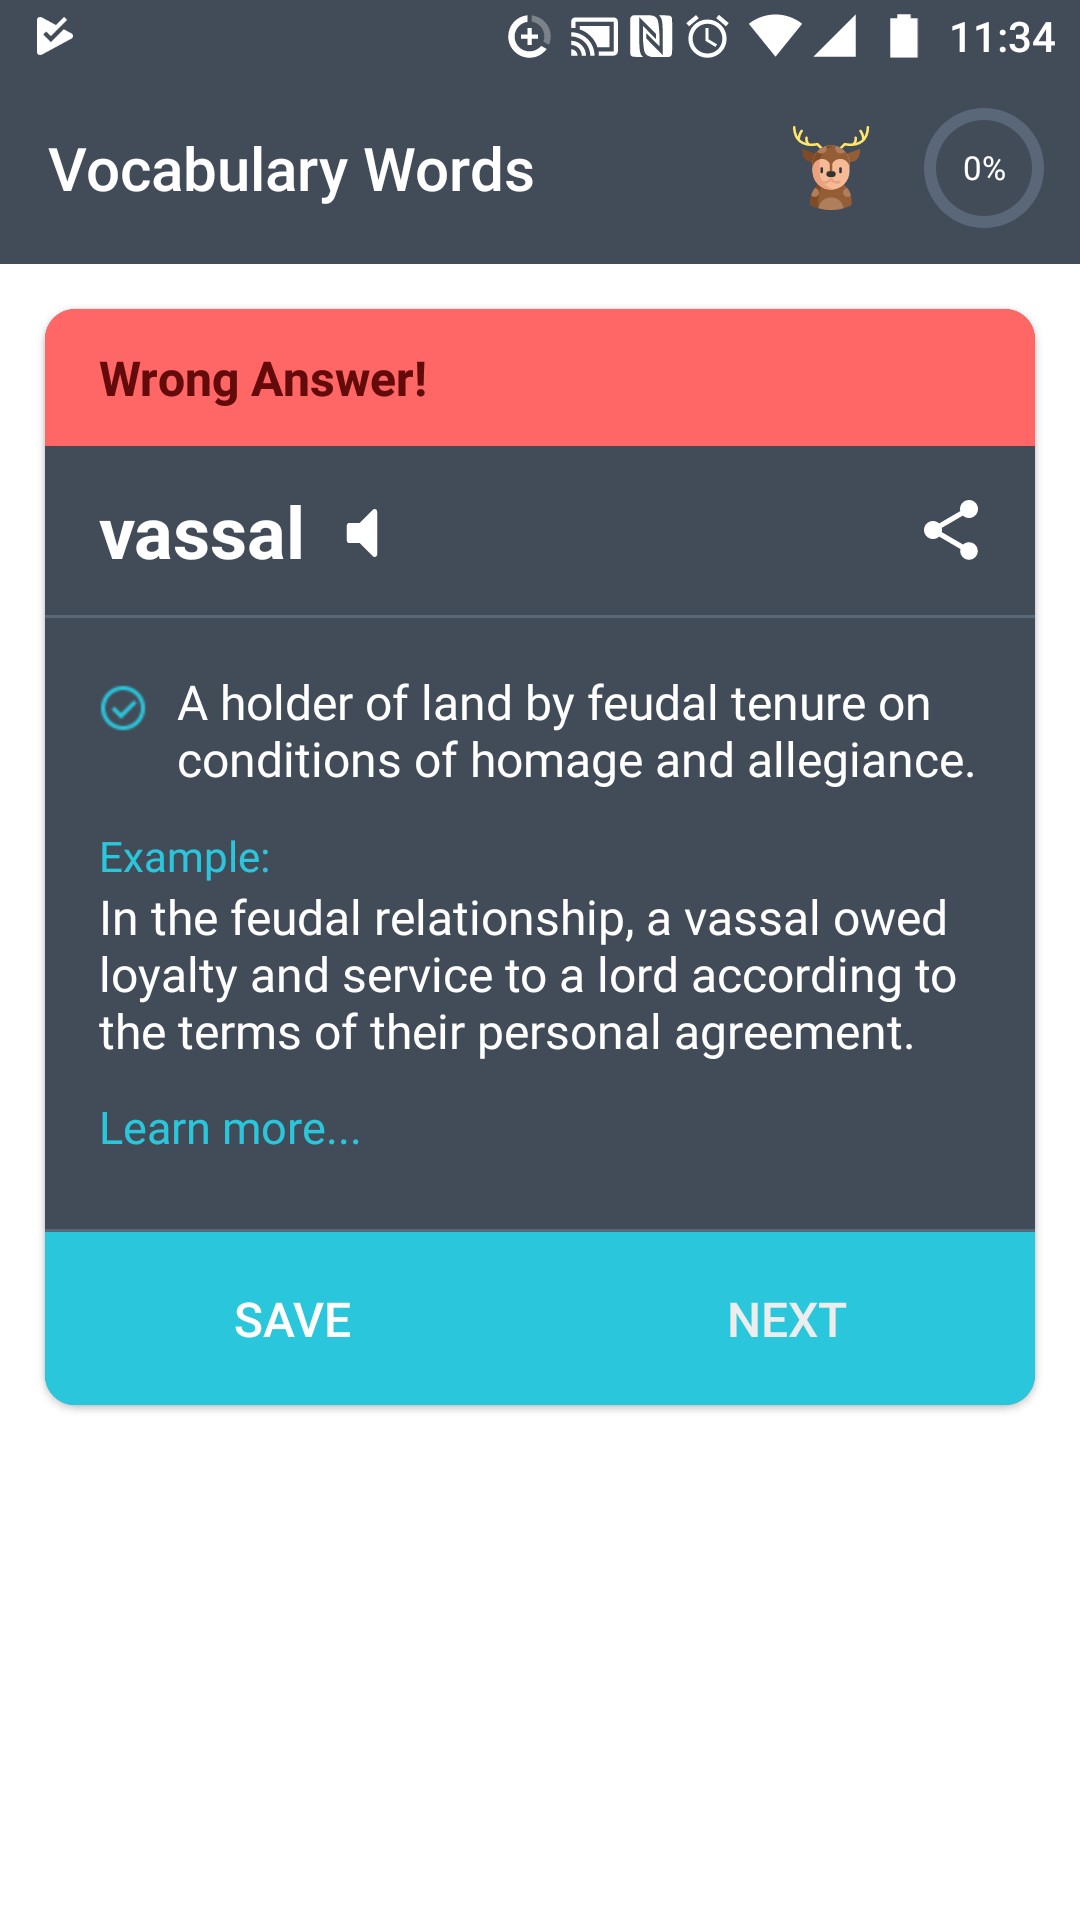 11:34
Vocabulary Words
0%
Wrong Answer!
vassal
A holder of land by feudal tenure on
conditions of homage and allegiance.
Example:
In the feudal relationship, a vassal owed
loyalty and service to a lord according to
the terms of their personal agreement.
Learn more...
SAVE NEXT